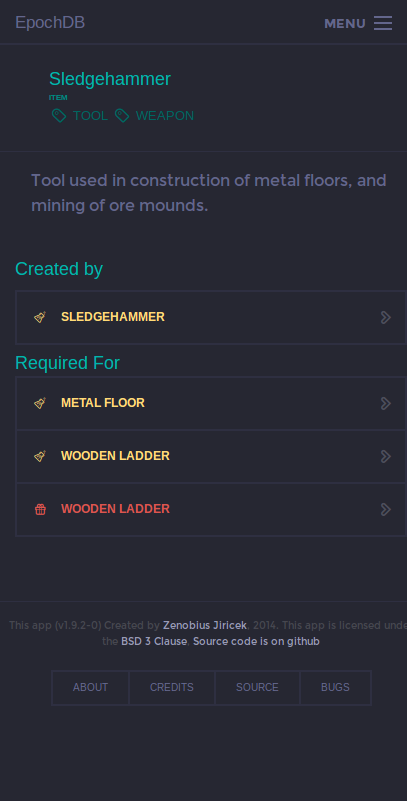 EpochDB
MENU
Sledgehammer
ITEM
TOOL WEAPON
Tool used in construction of metal floors, and
mining of ore mounds.
Created by
SLEDGEHAMMER
Required For
METAL FLOOR
WOODEN LADDER
WOODEN LADDER
This app (v1.9.2-0) Created by Zenobius Jiricek, 2014. This app is licensed unde
the BSD 3 Clause. Source code is on github
ABOUT CREDITS SOURCE BUGS